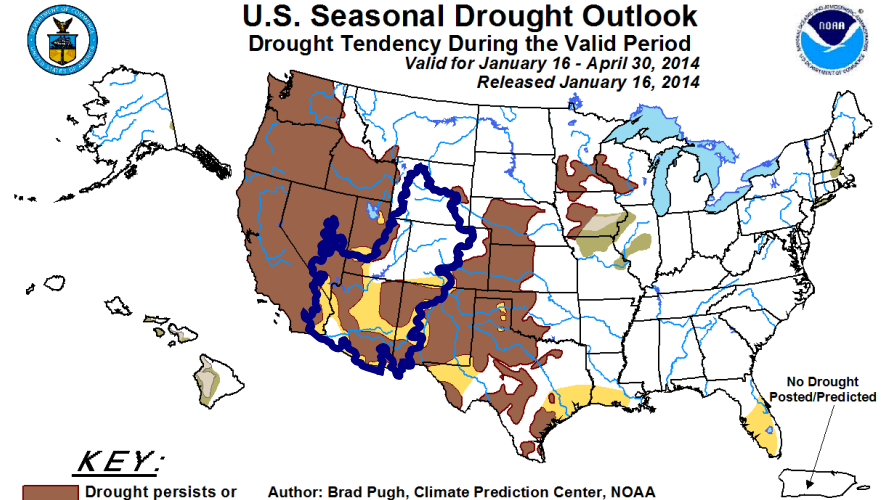 U.S. Seasonal Drought Outlook
Drought Tendency During the Valid Period
Valid for January 16 - April 30, 2014
Released January 16, 2014
NOAA
No Drought
Posted/Predicted
KEY:
Drought persists or
Author: Brad Pugh, Climate Prediction Center, NOAA